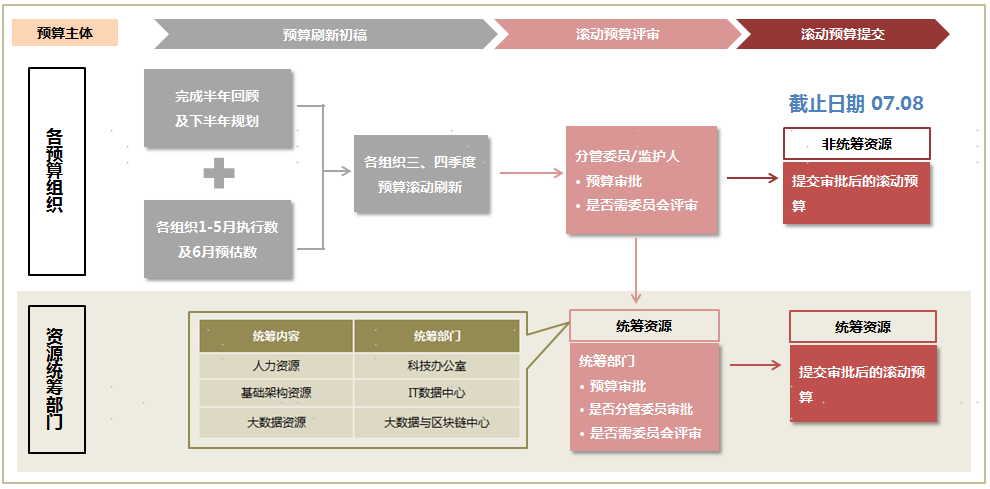 预算主体
预算刷新初稿
滚动预算评审
滚动预算提交
各预算组织
完成半年回顾
及下半年规划
各组织1-5月执行数
及6月预估数
各组织三、四季度
预算滚动刷新
分管委员/监护人
• 预算审批
• 是否需委员会评审
截止日期 07.08
非统筹资源
提交审批后的滚动预
算
资源统筹部门
统筹内容 统筹部门
人力资源 科技办公室
基础架构资源 IT数据中心
大数据资源 大数据与区块链中心
统筹资源
统筹部门
• 预算审批
• 是否分管委员审批
• 是否需委员会评审
统筹资源
提交审批后的滚动预
算